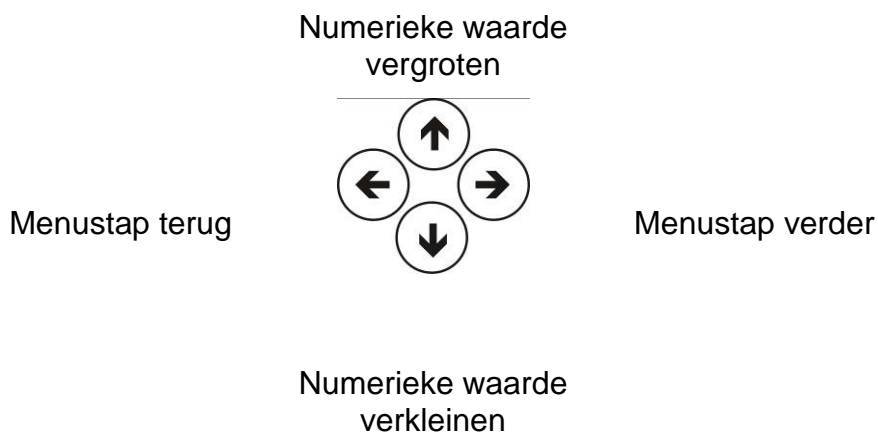 Numerieke waarde
vergroten
Menustap terug
Menustap verder
Numerieke waarde
verkleinen